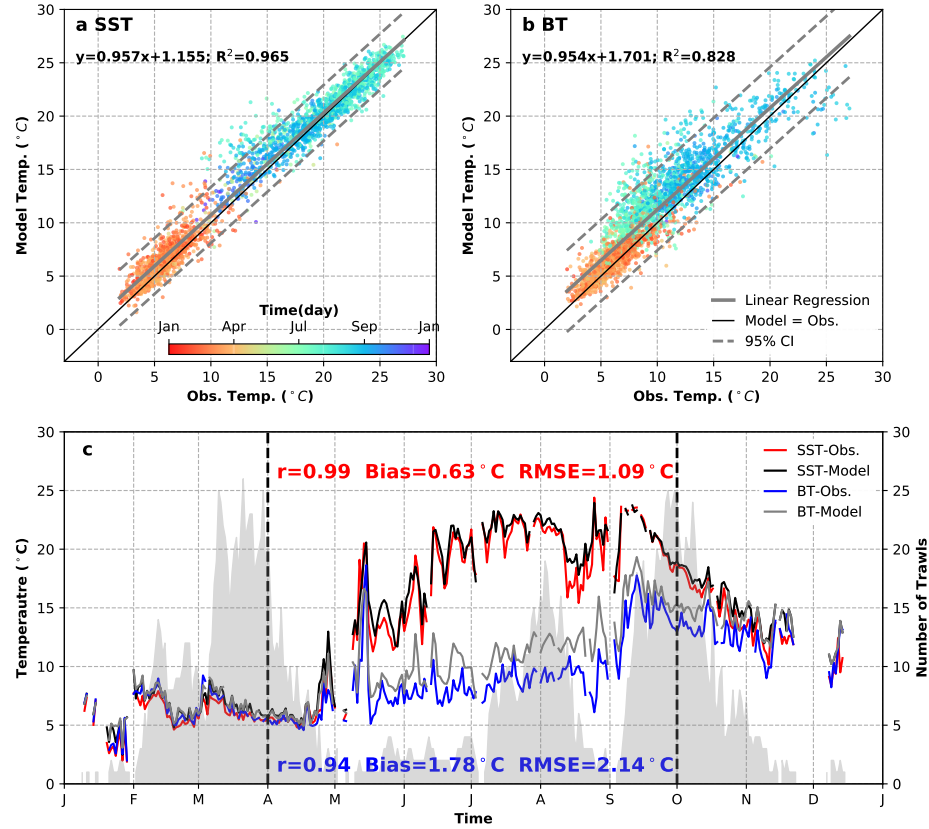 a SST
y=0.957x+1.155; R²=0.965
30
25
20
15
10
5
0
Model Temp. (°C)
Time(day)
Jan Apr Jul Sep Jan
0 5 10 15 20 25 30
Obs. Temp. (°C)
b BT
y=0.954x+1.701; R²=0.828
30
25
20
15
10
5
0
Model Temp. (°C)
Linear Regression
Model = Obs.
95% CI
0 5 10 15 20 25 30
Obs. Temp. (°C)
c
r=0.99 Bias=0.63°C RMSE=1.09°C
SST-Obs.
SST-Model
BT-Obs.
BT-Model
30
25
20
15
10
5
0
Temperautre (°C)
30
25
20
15
10
5
0
Number of Trawls
r=0.94 Bias=1.78°C RMSE=2.14°C
J F M A M J J A S O N D J
Time